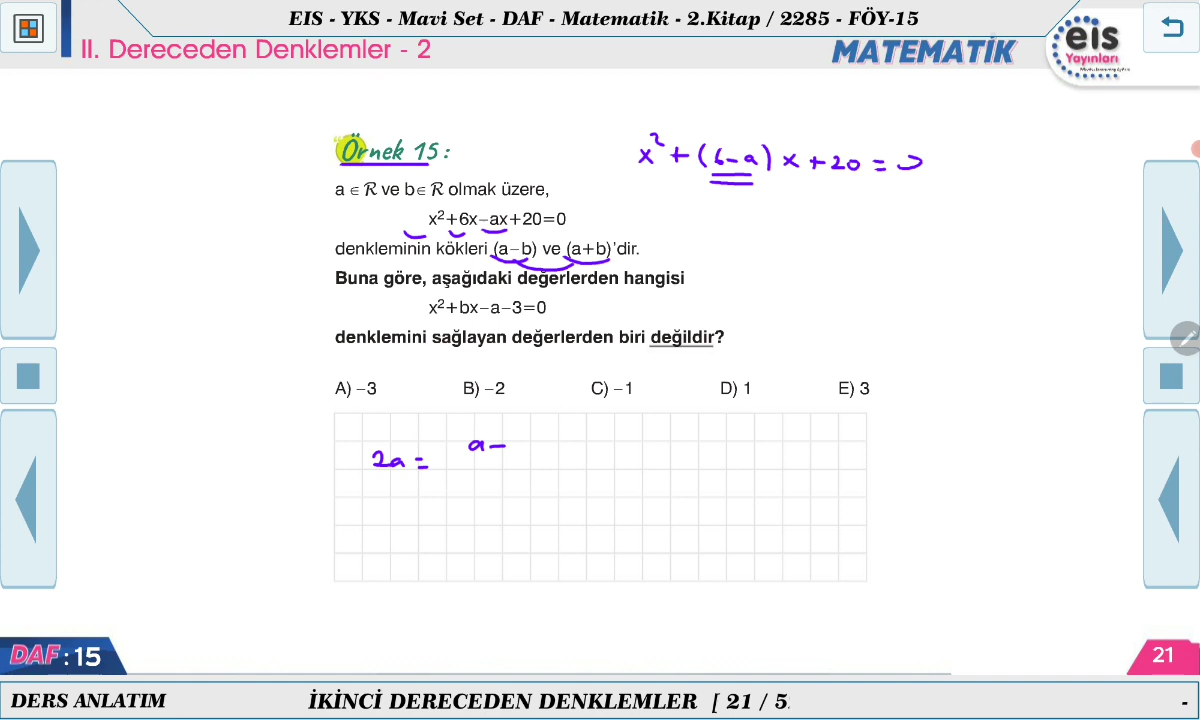 EIS - YKS - Mavi Set - DAF - Matematik - 2.Kitap / 2285 - FÖY-15
II. Dereceden Denklemler - 2
MATEMATİK
eis
Yayınları
Örnek 15:
x²+(6-a)x+20=0
a ∈ R ve b∈ R olmak üzere,
x²+6x−ax+20=0
denkleminin kökleri (a−b) ve (a+b)'dir.
Buna göre, aşağıdaki değerlerden hangisi
x²+bx−a−3=0
denklemini sağlayan değerlerden biri değildir?
A) −3 B) −2 C) −1 D) 1 E) 3
2a = a −
DAF : 15
21
DERS ANLATIM İKİNCİ DERECEDEN DENKLEMLER [ 21 / 5 -